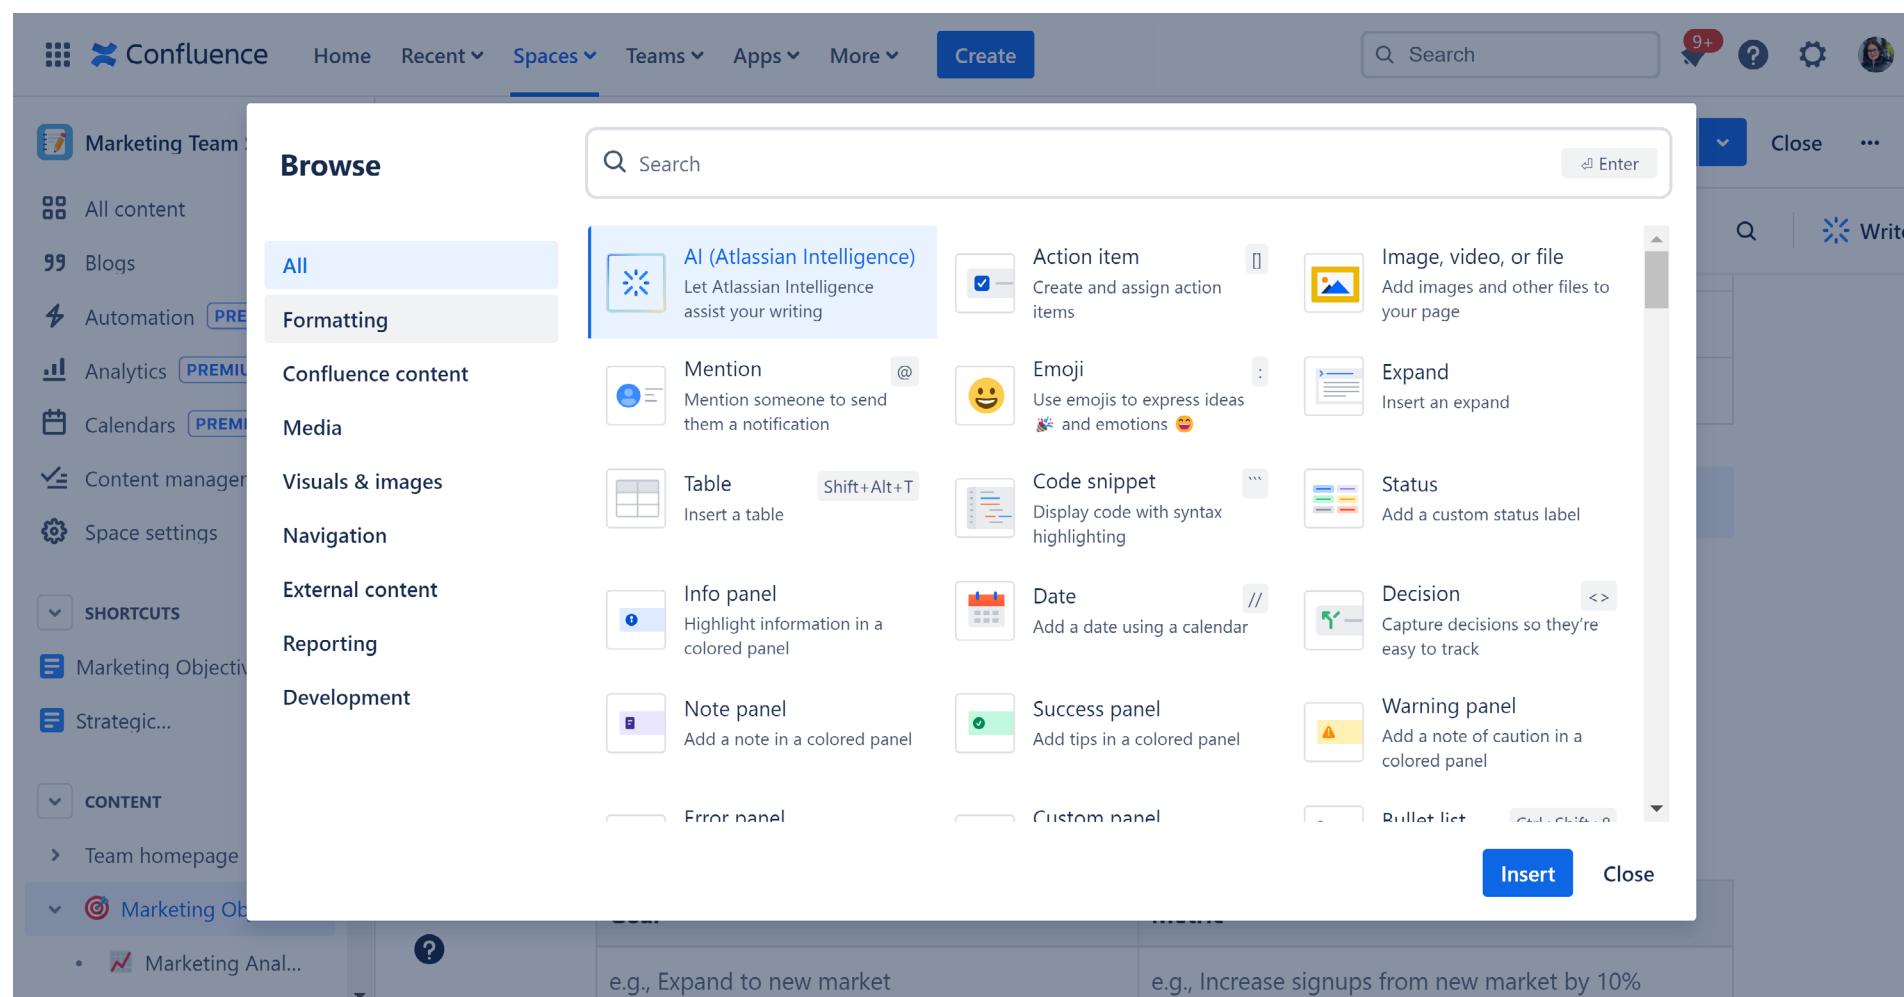 Confluence
Home
Recent
Spaces
Teams
Apps
More
Create
Search
9+
?
Marketing Team
Close
All content
Blogs
Automation
Analytics
Calendars
Content manager
Space settings
SHORTCUTS
Marketing
Strategic...
CONTENT
Team homepage
Marketing
Marketing Anal...
Browse
Search
⏎ Enter
All
Formatting
Confluence content
Media
Visuals & images
Navigation
External content
Reporting
Development
AI (Atlassian Intelligence)
Let Atlassian Intelligence
assist your writing
Action item
[]
Create and assign action
items
Image, video, or file
Add images and other files to
your page
Mention
@
Mention someone to send
them a notification
Emoji
:
Use emojis to express ideas
🎉 and emotions 😄
Expand
Insert an expand
Table
Shift+Alt+T
Insert a table
Code snippet
```
Display code with syntax
highlighting
Status
Add a custom status label
Info panel
Highlight information in a
colored panel
Date
//
Add a date using a calendar
Decision
<>
Capture decisions so they're
easy to track
Note panel
Add a note in a colored panel
Success panel
Add tips in a colored panel
Warning panel
Add a note of caution in a
colored panel
Error panel
Custom panel
Bullet list
Ctrl+Shift+8
Insert
Close
?
e.g., Expand to new market
e.g., Increase signups from new market by 10%